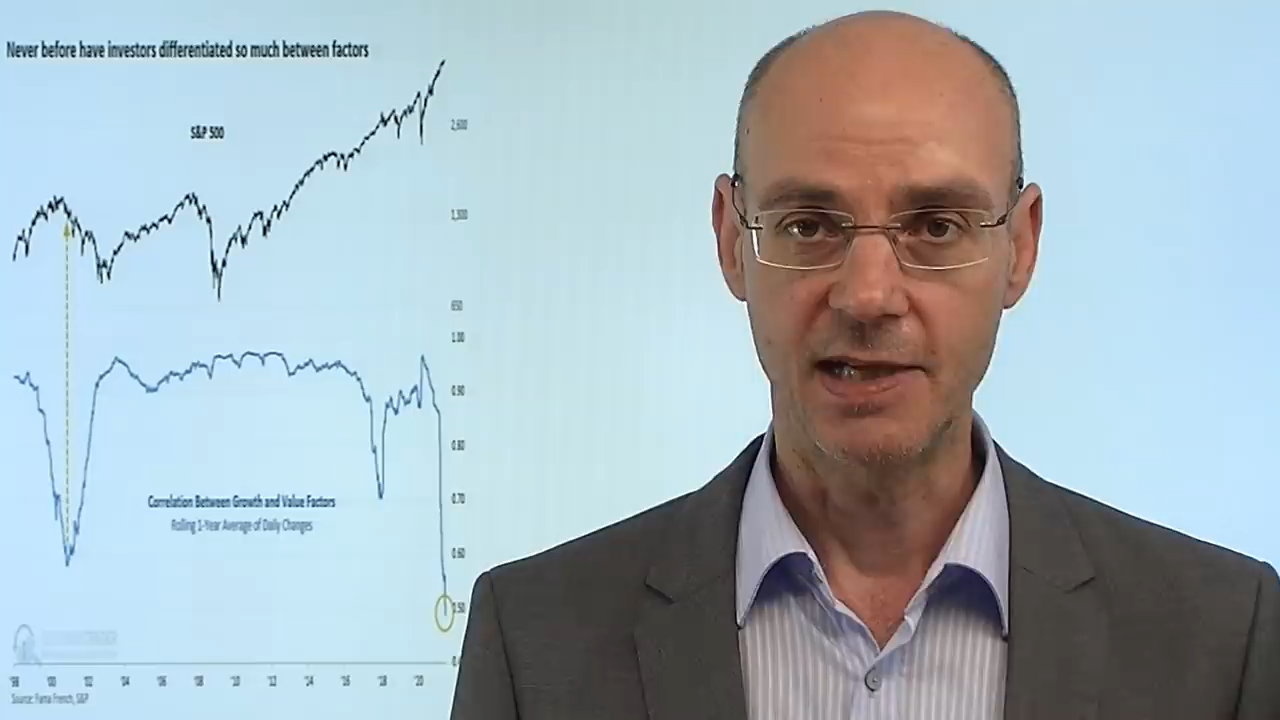 Never before have investors differentiated so much between factors
S&P 500
2,600
1,300
650
1.00
0.90
0.80
0.70
Correlation Between Growth and Value Factors
Rolling 1-Year Average of Daily Changes
0.60
0.50
'98 '00 '02 '04 '06 '08 '10 '12 '14 '16 '18 '20
Source: Fama French, S&P